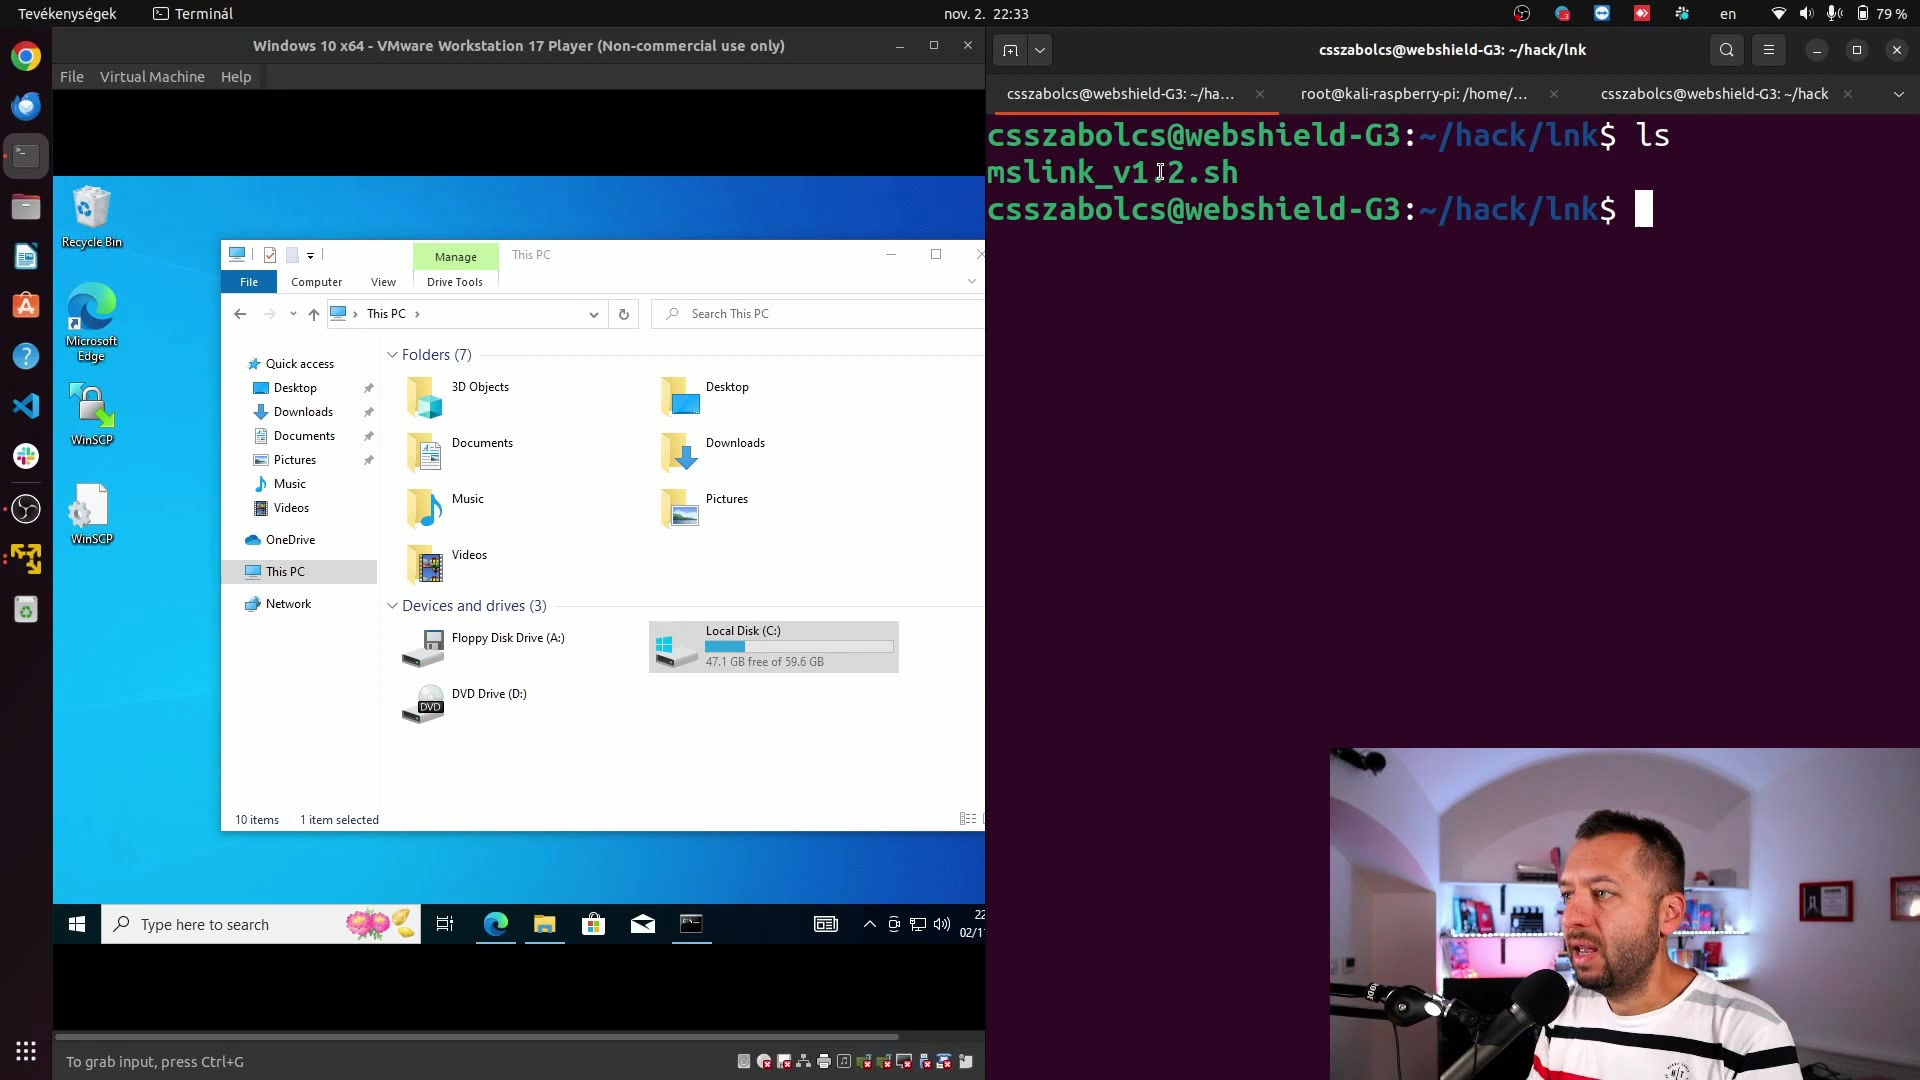 Tevékenységek
Terminál
nov. 2. 22:33
en
79 %
Windows 10 x64 - VMware Workstation 17 Player (Non-commercial use only)
File Virtual Machine Help
Recycle Bin
Microsoft
Edge
WinSCP
WinSCP
Manage
This PC
File
Computer
View
Drive Tools
This PC
Search This PC
Quick access
Desktop
Downloads
Documents
Pictures
Music
Videos
OneDrive
This PC
Network
Folders (7)
3D Objects
Desktop
Documents
Downloads
Music
Pictures
Videos
Devices and drives (3)
Floppy Disk Drive (A:)
Local Disk (C:)
47.1 GB free of 59.6 GB
DVD
DVD Drive (D:)
10 items
1 item selected
Type here to search
22
02/1
To grab input, press Ctrl+G
csszabolcs@webshield-G3: ~/hack/lnk
csszabolcs@webshield-G3: ~/ha...
root@kali-raspberry-pi: /home/...
csszabolcs@webshield-G3: ~/hack
csszabolcs@webshield-G3:~/hack/lnk$ ls
mslink_v1.2.sh
csszabolcs@webshield-G3:~/hack/lnk$